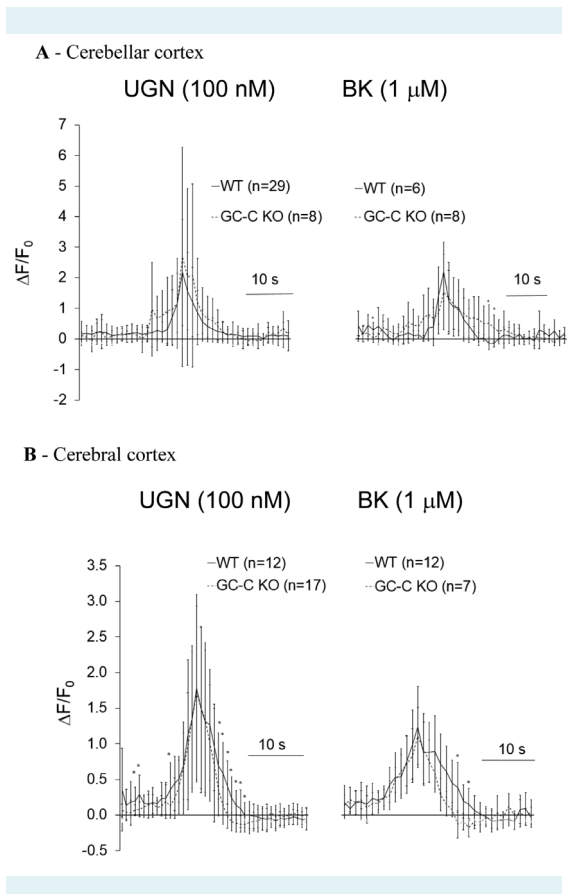 A - Cerebellar cortex
UGN (100 nM)
BK (1 µM)
7
6
5
4
3
2
1
0
-1
-2
ΔF/F0
WT (n=29)
GC-C KO (n=8)
10 s
WT (n=6)
GC-C KO (n=8)
10 s
B - Cerebral cortex
UGN (100 nM)
BK (1 µM)
3.5
3.0
2.5
2.0
1.5
1.0
0.5
0.0
-0.5
ΔF/F0
WT (n=12)
GC-C KO (n=17)
10 s
WT (n=12)
GC-C KO (n=7)
10 s